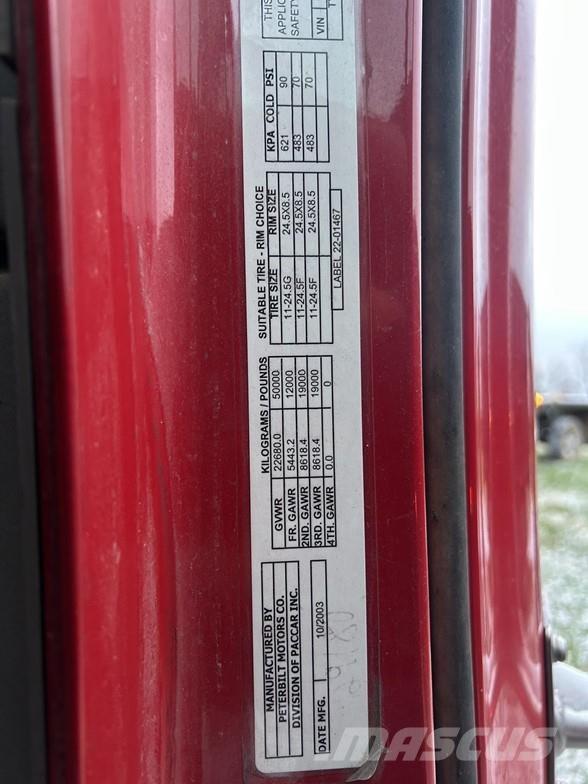 MANUFACTURED BY
PETERBILT MOTORS CO.
DIVISION OF PACCAR INC.
DATE MFG. 10/2003
KILOGRAMS / POUNDS
GVWR 22680.0 50000
FR. GAWR 5443.2 12000
2ND. GAWR 8618.4 19000
3RD. GAWR 8618.4 19000
4TH. GAWR 0.0 0
SUITABLE TIRE - RIM CHOICE
TIRE SIZE RIM SIZE
11-24.5G 24.5X8.5
11-24.5F 24.5X8.5
11-24.5F 24.5X8.5
LABEL 22-01467
KPA COLD PSI
621 90
483 70
483 70
THIS
APPLIC
SAFETY
VIN
MASCUS